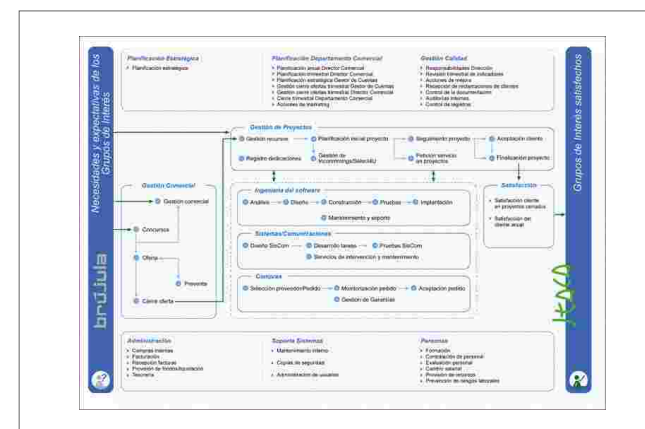 Necesidades y expectativas de los
Grupos de Interés
brújula
Planificación Estratégica
Planificación estratégica
Planificación Departamento Comercial
Planificación anual Director Comercial
Planificación trimestral Director Comercial
Planificación estratégica Gestor de Cuentas
Gestión cierre ofertas trimestral Gestor de Cuentas
Gestión cierre ofertas trimestral Director Comercial
Cierre trimestral Departamento Comercial
Acciones de marketing
Gestión Calidad
Responsabilidades Dirección
Revisión trimestral de indicadores
Acciones de mejora
Recepción de reclamaciones de clientes
Control de la documentación
Auditorías internas
Control de registros
Gestión de Proyectos
Gestión recursos
Planificación inicial proyecto
Seguimiento proyecto
Aceptación cliente
Registro dedicaciones
Gestión de
Petición servicio
en proyectos
Finalización proyecto
Gestión Comercial
Gestión comercial
Concursos
Oferta
Preventa
Cierre oferta
Ingeniería del software
Análisis
Diseño
Construcción
Pruebas
Implantación
Mantenimiento y soporte
Sistemas/Comunicaciones
Diseño SisCom
Desarrollo tareas
Pruebas SisCom
Servicios de intervención y mantenimiento
Compras
Selección proveedor/Pedido
Monitorización pedido
Aceptación pedido
Gestión de Garantías
Satisfacción
Satisfacción cliente
en proyectos cerrados
Satisfacción del
cliente anual
Administración
Compras internas
Facturación
Recepción facturas
Provisión de fondos/liquidación
Tesorería
Soporte Sistemas
Mantenimiento interno
Copias de seguridad
Administración de usuarios
Personas
Formación
Contratación de personal
Evaluación personal
Cambio salarial
Provisión de recursos
Prevención de riesgos laborales
Grupos de Interés satisfechos